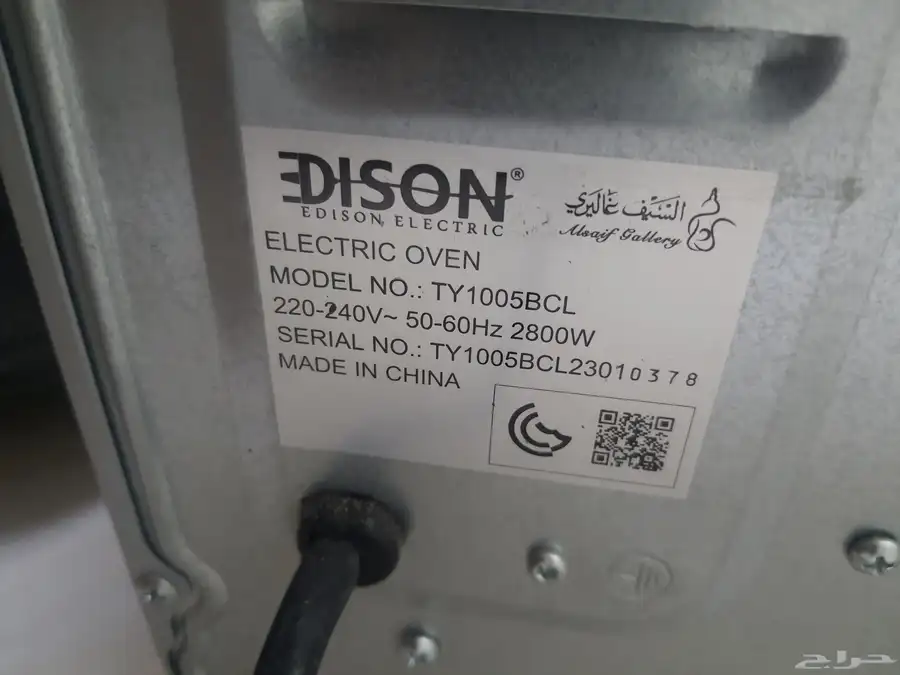 EDISON®
EDISON ELECTRIC
السيف غاليري
Alsaif Gallery
ELECTRIC OVEN
MODEL NO.: TY1005BCL
220-240V~ 50-60Hz 2800W
SERIAL NO.: TY1005BCL23010378
MADE IN CHINA
حراج